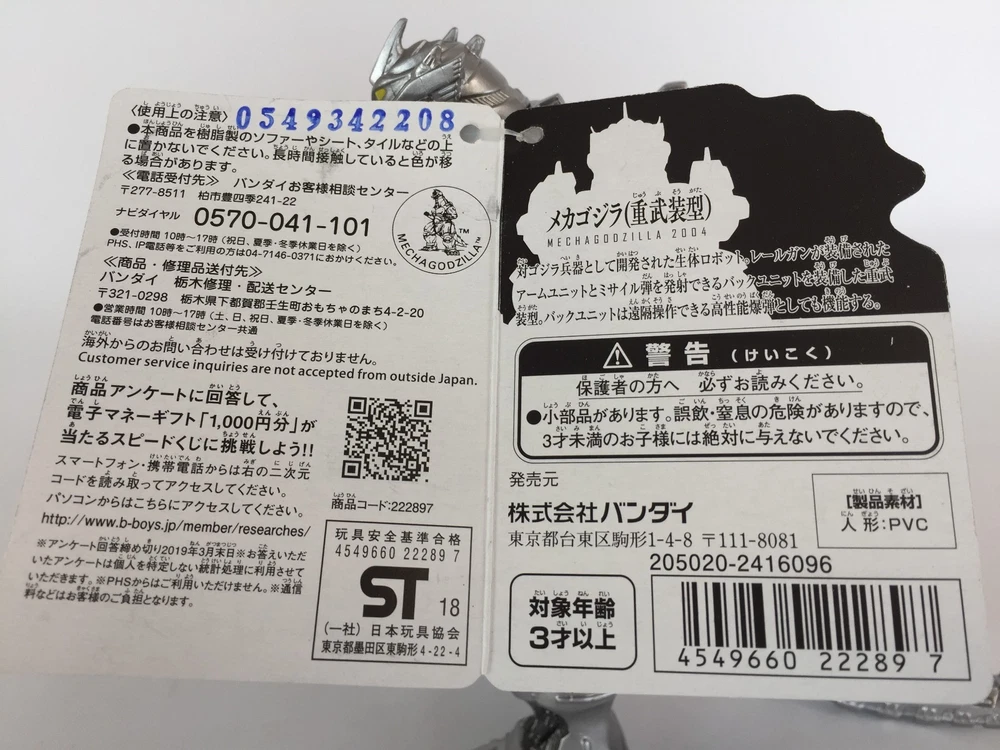 〈使用上の注意〉 0549342208
●本商品を樹脂製のソファーやシート、タイルなどの上
に置かないでください。長時間接触していると色が移
る場合があります。
≪電話受付先≫ バンダイお客様相談センター
〒277-8511 柏市豊四季241-22
ナビダイヤル 0570-041-101
●受付時間 10時〜17時 (祝日、夏季・冬季休業日を除く)
PHS、IP電話等をご利用の方は04-7146-0371におかけください。
MECHAGODZILLA™
≪商品・修理品送付先≫
バンダイ 栃木修理・配送センター
〒321-0298 栃木県下都賀郡壬生町おもちゃのまち4-2-20
●営業時間 10時〜17時 (土、日、祝日、夏季・冬季休業日を除く)
電話番号はお客様相談センター共通
海外からのお問い合わせは受け付けておりません。
Customer service inquiries are not accepted from outside Japan.
商品アンケートに回答して、
電子マネーギフト「1,000円分」が
当たるスピードくじに挑戦しよう!!
スマートフォン・携帯電話からは右の二次元
コードを読み取ってアクセスしてください。
パソコンからはこちらにアクセスしてください。
http://www.b-boys.jp/member/researches/
※アンケート回答締め切り2019年3月末日※お答えいただ
いたアンケートは個人を特定しない統計処理に利用させて
いただきます。※PHSからはご利用いただけません。※通信
料などはお客様のご負担となります。
商品コード:222897
玩具安全基準合格
4549660 22289 7
ST 18
(一社) 日本玩具協会
東京都墨田区東駒形 4-22-4
メカゴジラ(重武装型)
MECHAGODZILLA 2004
対ゴジラ兵器として開発された生体ロボット。レールガンが装備された
アームユニットとミサイル弾を発射できるバックユニットを装備した重武
装型。バックユニットは遠隔操作できる高性能爆弾としても機能する。
警告 (けいこく)
保護者の方へ 必ずお読みください。
●小部品があります。誤飲・窒息の危険がありますので、
3才未満のお子様には絶対に与えないでください。
発売元
株式会社バンダイ
東京都台東区駒形1-4-8 〒111-8081
[製品素材]
人形:PVC
205020-2416096
対象年齢
3才以上
4549660 22289 7